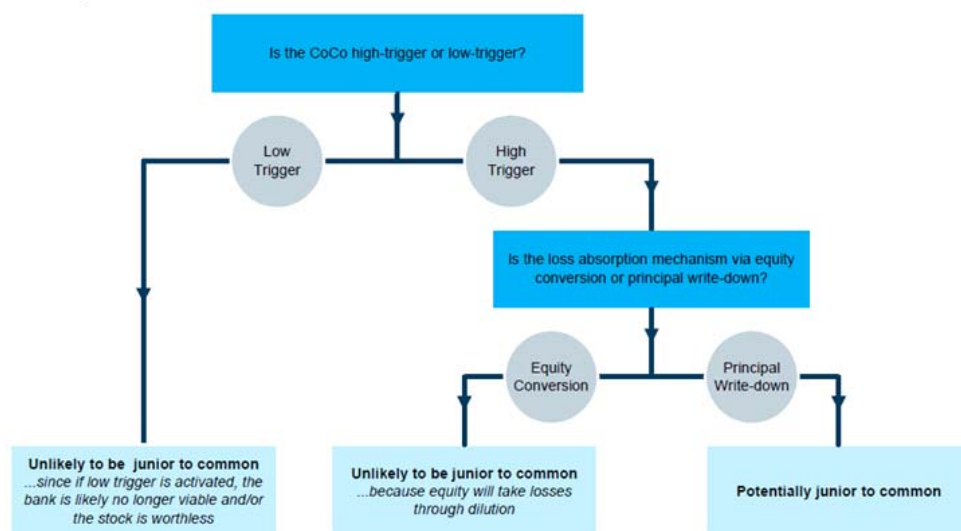 Is the CoCo high-trigger or low-trigger?
Low
Trigger
High
Trigger
Is the loss absorption mechanism via equity
conversion or principal write-down?
Equity
Conversion
Principal
Write-down
Unlikely to be junior to common
...since if low trigger is activated, the
bank is likely no longer viable and/or
the stock is worthless
Unlikely to be junior to common
...because equity will take losses
through dilution
Potentially junior to common